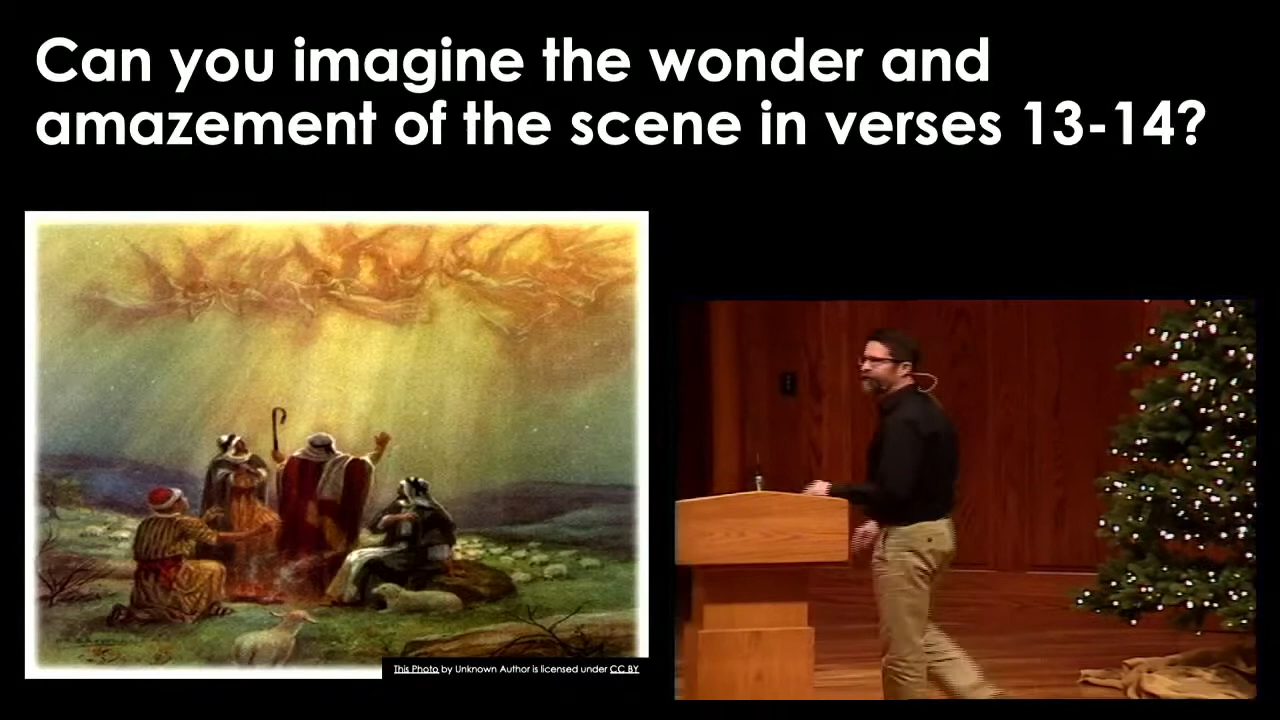 Can you imagine the wonder and
amazement of the scene in verses 13-14?
This Photo by Unknown Author is licensed under CC BY